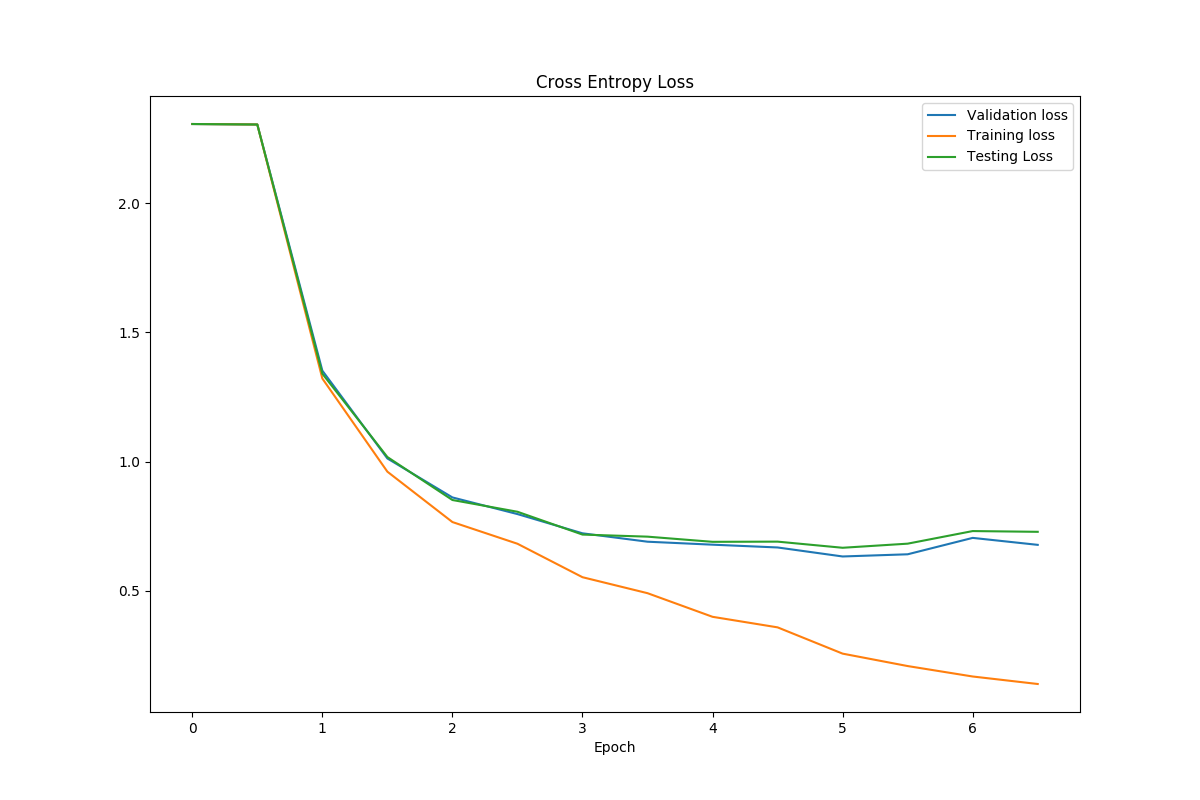 Cross Entropy Loss
Validation loss
Training loss
Testing Loss
2.0
1.5
1.0
0.5
0 1 2 3 4 5 6
Epoch